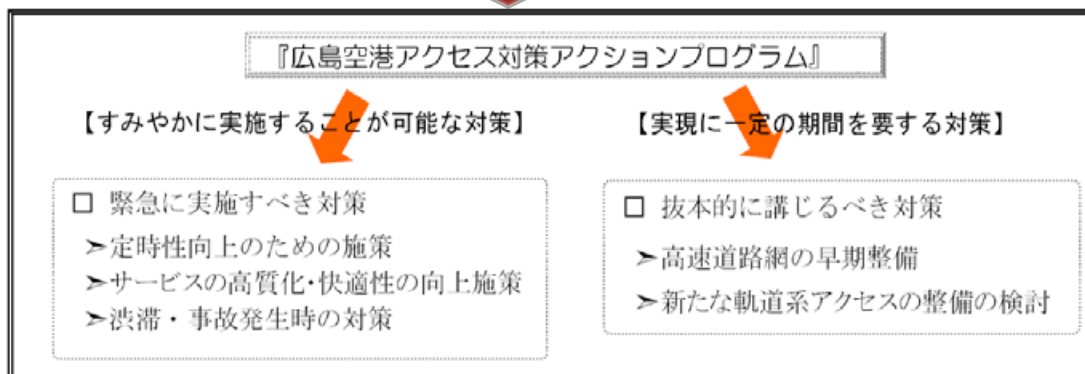 『広島空港アクセス対策アクションプログラム』
【すみやかに実施することが可能な対策】
□ 緊急に実施すべき対策
➢定時性向上のための施策
➢サービスの高質化・快適性の向上施策
➢渋滞・事故発生時の対策
【実現に一定の期間を要する対策】
□ 抜本的に講じるべき対策
➢高速道路網の早期整備
➢新たな軌道系アクセスの整備の検討